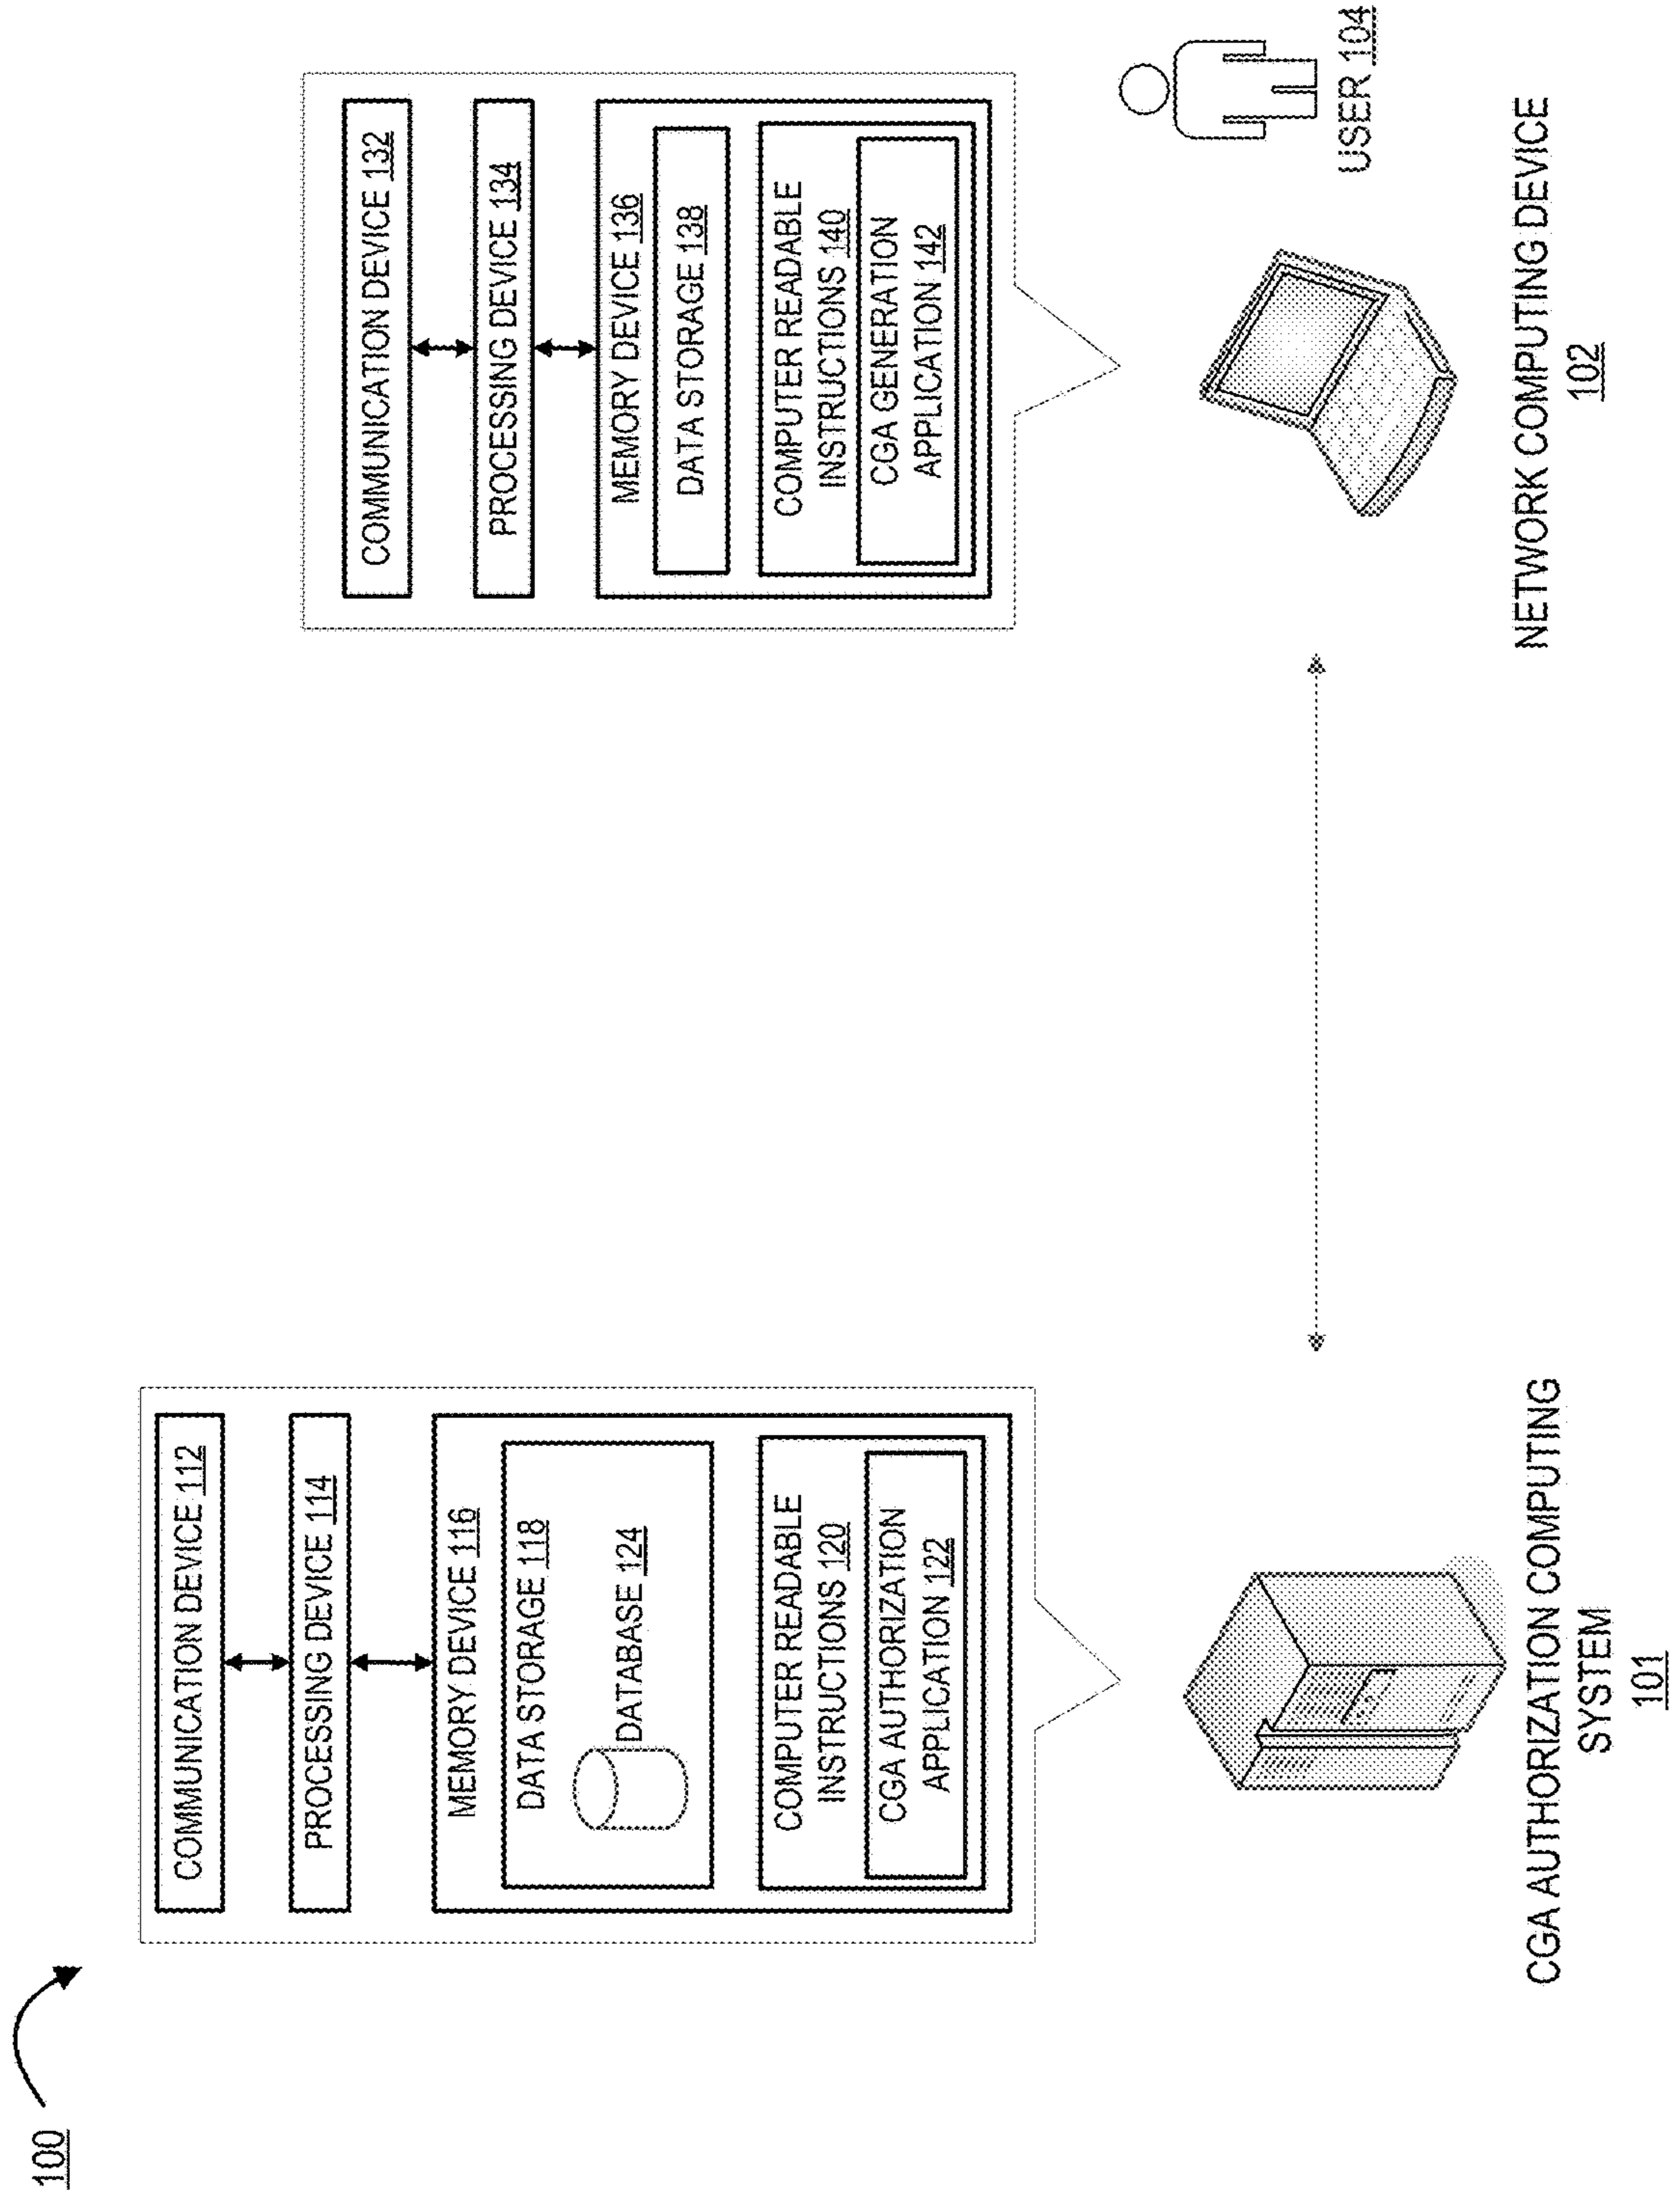 100
COMMUNICATION DEVICE 112
PROCESSING DEVICE 114
MEMORY DEVICE 116
DATA STORAGE 118
DATABASE 124
COMPUTER READABLE
INSTRUCTIONS 120
CGA AUTHORIZATION
APPLICATION 122
CGA AUTHORIZATION COMPUTING
SYSTEM
101
COMMUNICATION DEVICE 132
PROCESSING DEVICE 134
MEMORY DEVICE 136
DATA STORAGE 138
COMPUTER READABLE
INSTRUCTIONS 140
CGA GENERATION
APPLICATION 142
USER 104
NETWORK COMPUTING DEVICE
102